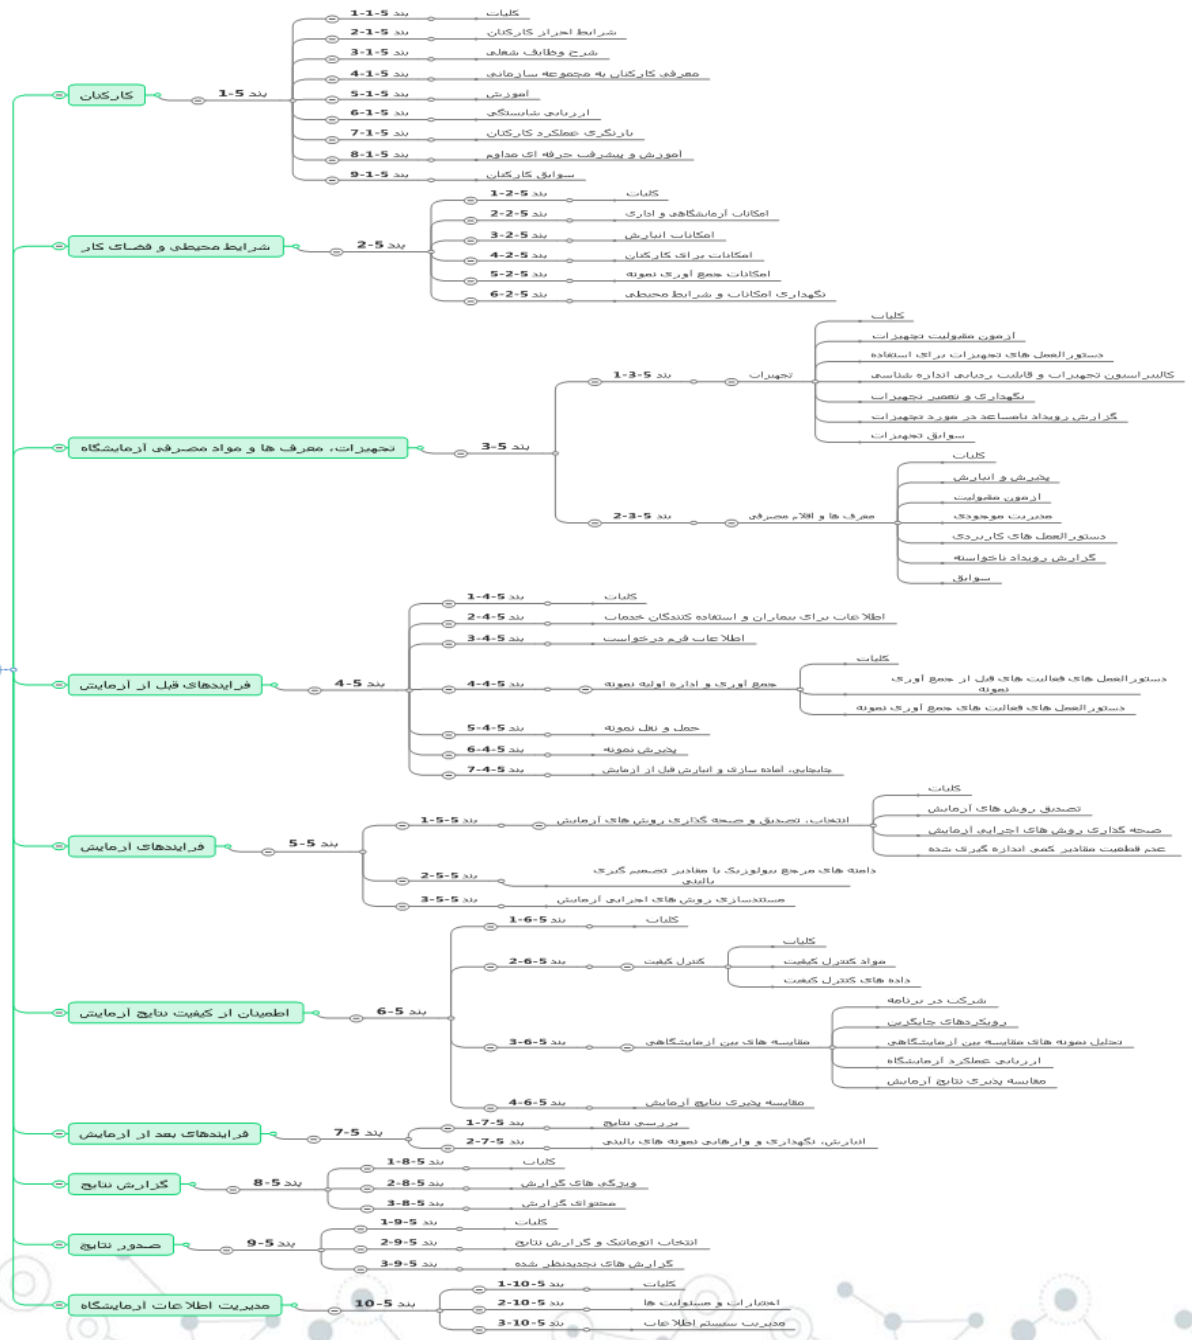 کارکنان
بند 5-1
بند 5-1-1 کلیات
بند 5-1-2 شرایط احراز کارکنان
بند 5-1-3 شرح وظایف شغلی
بند 5-1-4 معرفی کارکنان به مجموعه سازمانی
بند 5-1-5 آموزش
بند 5-1-6 ارزیابی شایستگی
بند 5-1-7 بازنگری عملکرد کارکنان
بند 5-1-8 آموزش و پیشرفت حرفه ای مداوم
بند 5-1-9 سوابق کارکنان
شرایط محیطی و فضای کار
بند 5-2
بند 5-2-1 کلیات
بند 5-2-2 امکانات آزمایشگاهی و اداری
بند 5-2-3 امکانات انبارش
بند 5-2-4 امکانات برای کارکنان
بند 5-2-5 امکانات جمع آوری نمونه
بند 5-2-6 نگهداری امکانات و شرایط محیطی
تجهیزات، معرف ها و مواد مصرفی آزمایشگاه
بند 5-3
بند 5-3-1 تجهیزات
کلیات
آزمون مقبولیت تجهیزات
دستورالعمل های تجهیزات برای استفاده
کالیبراسیون تجهیزات و قابلیت ردیابی اندازه شناسی
نگهداری و تعمیر تجهیزات
گزارش رویداد نامساعد در مورد تجهیزات
سوابق تجهیزات
بند 5-3-2 معرف ها و اقلام مصرفی
کلیات
پذیرش و انبارش
آزمون مقبولیت
مدیریت موجودی
دستورالعمل های کاربردی
گزارش رویداد ناخواسته
سوابق
فرایندهای قبل از آزمایش
بند 5-4
بند 5-4-1 کلیات
بند 5-4-2 اطلاعات برای بیماران و استفاده کنندگان خدمات
بند 5-4-3 اطلاعات فرم درخواست
بند 5-4-4 جمع آوری و اداره اولیه نمونه
کلیات
دستورالعمل های فعالیت های قبل از جمع آوری
نمونه
دستورالعمل های فعالیت های جمع آوری نمونه
بند 5-4-5 حمل و نقل نمونه
بند 5-4-6 پذیرش نمونه
بند 5-4-7 جابجایی، آماده سازی و انبارش قبل از آزمایش
فرایندهای آزمایش
بند 5-5
بند 5-5-1 انتخاب، تصدیق و صحه گذاری روش های آزمایش
کلیات
تصدیق روش های آزمایش
صحه گذاری روش های اجرایی آزمایش
عدم قطعیت مقادیر کمی اندازه گیری شده
بند 5-5-2 دامنه های مرجع بیولوژیک یا مقادیر تصمیم گیری
بالینی
بند 5-5-3 مستندسازی روش های اجرایی آزمایش
اطمینان از کیفیت نتایج آزمایش
بند 5-6
بند 5-6-1 کلیات
بند 5-6-2 کنترل کیفیت
کلیات
مواد کنترل کیفیت
داده های کنترل کیفیت
بند 5-6-3 مقایسه های بین آزمایشگاهی
شرکت در برنامه
رویکردهای جایگزین
تحلیل نمونه های مقایسه بین آزمایشگاهی
ارزیابی عملکرد آزمایشگاه
مقایسه پذیری نتایج آزمایش
بند 5-6-4 مقایسه پذیری نتایج آزمایش
فرایندهای بعد از آزمایش
بند 5-7
بند 5-7-1 بررسی نتایج
بند 5-7-2 انبارش، نگهداری و وارهایی نمونه های بالینی
گزارش نتایج
بند 5-8
بند 5-8-1 کلیات
بند 5-8-2 ویژگی های گزارش
بند 5-8-3 محتوای گزارش
صدور نتایج
بند 5-9
بند 5-9-1 کلیات
بند 5-9-2 انتخاب اتوماتیک و گزارش نتایج
بند 5-9-3 گزارش های تجدیدنظر شده
مدیریت اطلاعات آزمایشگاه
بند 5-10
بند 5-10-1 کلیات
بند 5-10-2 اختیارات و مسئولیت ها
بند 5-10-3 مدیریت سیستم اطلاعات